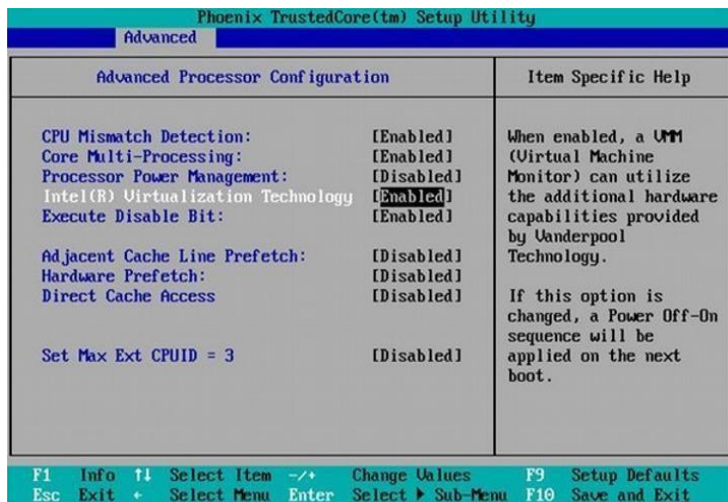 Phoenix TrustedCore(tm) Setup Utility
Advanced
Advanced Processor Configuration
Item Specific Help
CPU Mismatch Detection: [Enabled]
Core Multi-Processing: [Enabled]
Processor Power Management: [Disabled]
Intel(R) Virtualization Technology [Enabled]
Execute Disable Bit: [Enabled]
Adjacent Cache Line Prefetch: [Disabled]
Hardware Prefetch: [Disabled]
Direct Cache Access [Disabled]
Set Max Ext CPUID = 3 [Disabled]
When enabled, a VMM
(Virtual Machine
Monitor) can utilize
the additional hardware
capabilities provided
by Vanderpool
Technology.
If this option is
changed, a Power Off-On
sequence will be
applied on the next
boot.
F1 Info ↑↓ Select Item -/+ Change Values F9 Setup Defaults
Esc Exit ← Select Menu Enter Select ▶ Sub-Menu F10 Save and Exit